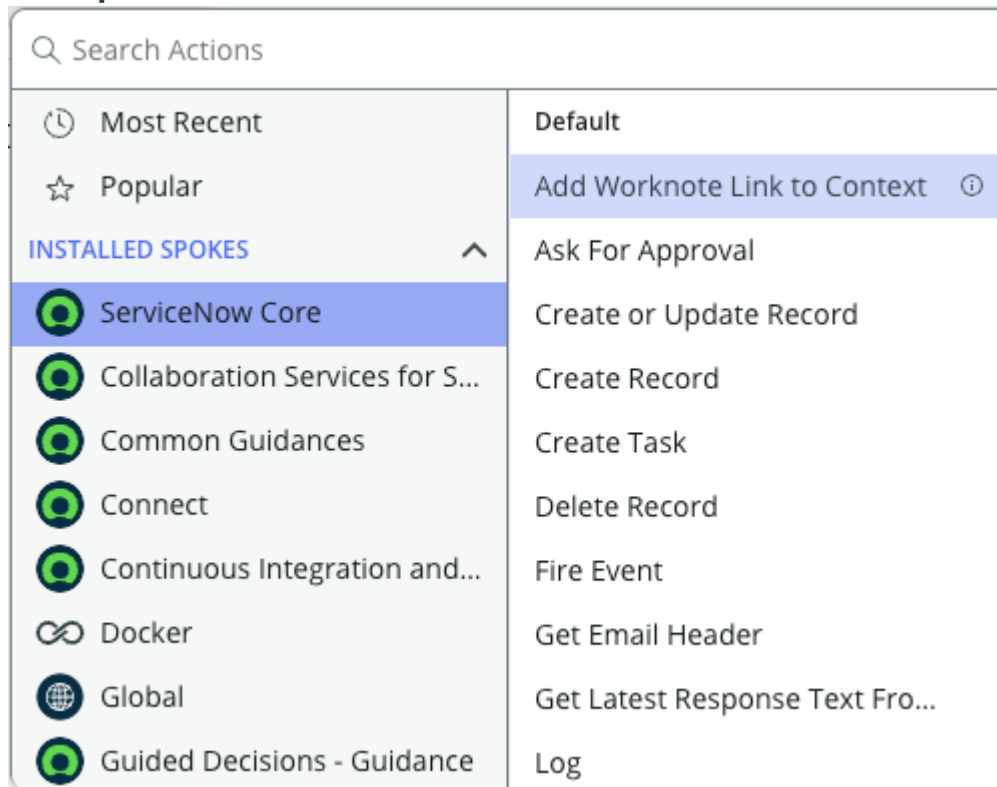 Search Actions
Most Recent
Popular
INSTALLED SPOKES
ServiceNow Core
Collaboration Services for S...
Common Guidances
Connect
Continuous Integration and...
Docker
Global
Guided Decisions - Guidance
Default
Add Worknote Link to Context
Ask For Approval
Create or Update Record
Create Record
Create Task
Delete Record
Fire Event
Get Email Header
Get Latest Response Text Fro...
Log